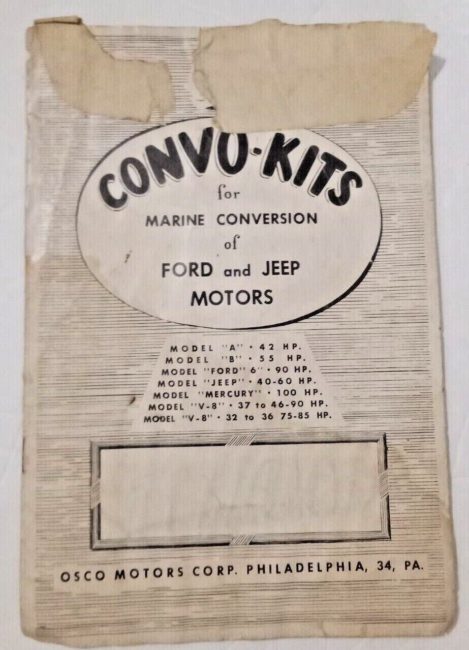 CONVO-KITS
for
MARINE CONVERSION
of
FORD and JEEP
MOTORS
MODEL "A" • 42 HP.
MODEL "B" • 55 HP.
MODEL "FORD" 6" • 90 HP.
MODEL "JEEP" • 40-60 HP.
MODEL "MERCURY" • 100 HP.
MODEL "V-8" • 37 to 46-90 HP.
MODEL "V-8" • 32 to 36 75-85 HP.
OSCO MOTORS CORP. PHILADELPHIA, 34, PA.